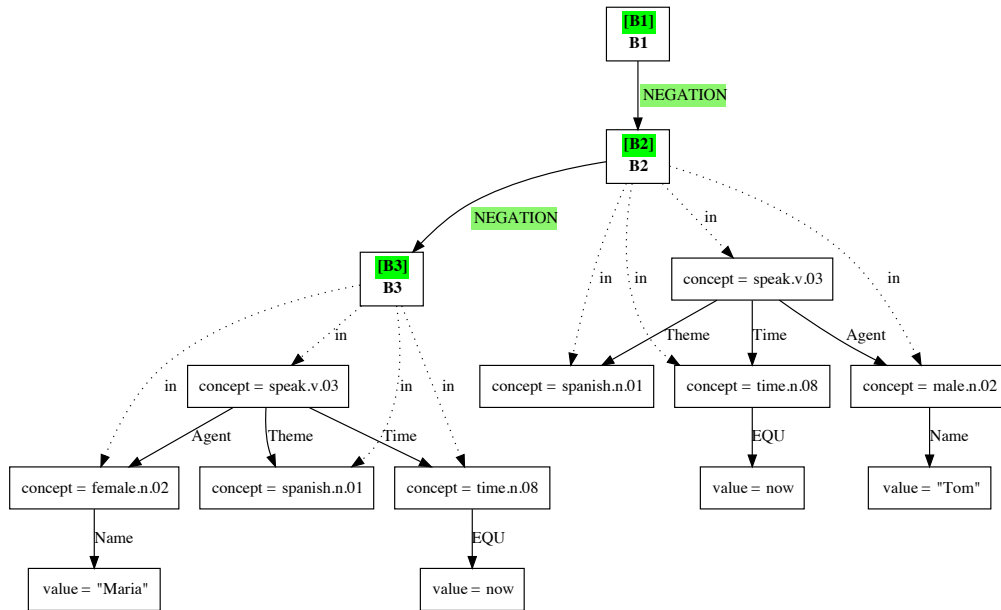 [B1]
B1
NEGATION
[B2]
B2
NEGATION
in
in
in
in
[B3]
B3
concept = speak.v.03
in
in
in
in
Theme
Time
Agent
concept = speak.v.03
concept = spanish.n.01
concept = time.n.08
concept = male.n.02
Agent
Theme
Time
EQU
Name
concept = female.n.02
concept = spanish.n.01
concept = time.n.08
value = now
value = "Tom"
Name
EQU
value = "Maria"
value = now